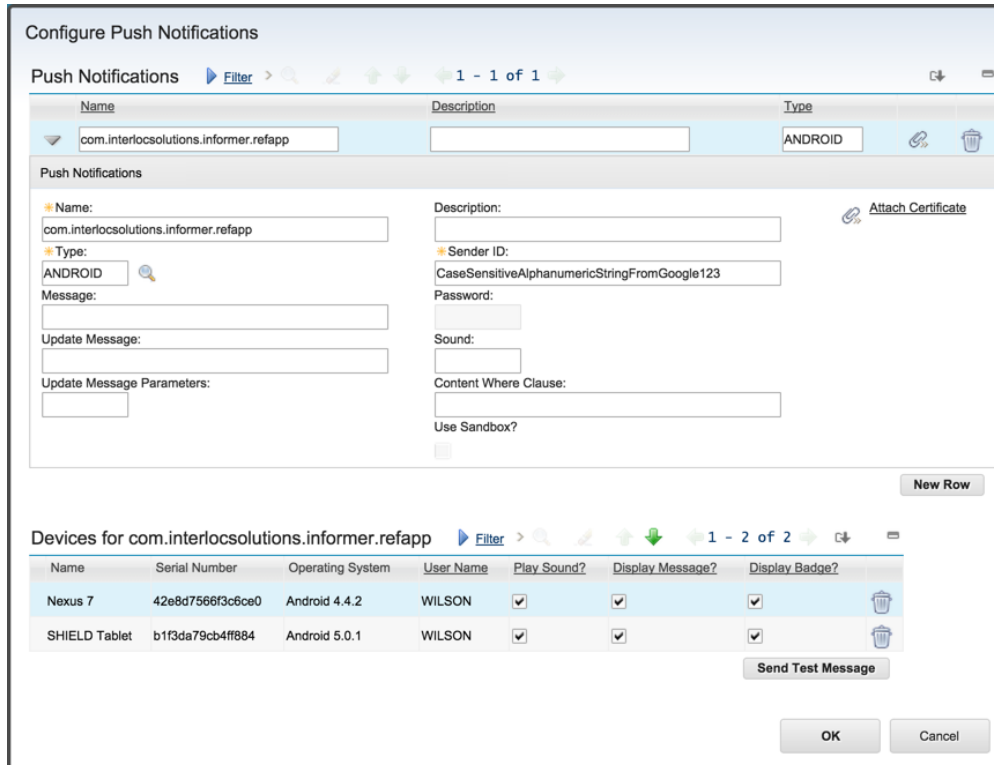 Configure Push Notifications
Push Notifications Filter > 1 - 1 of 1
Name Description Type
com.interlocsolutions.informer.refapp ANDROID
Push Notifications
Name: Description: Attach Certificate
com.interlocsolutions.informer.refapp
Type: Sender ID:
ANDROID CaseSensitiveAlphanumericStringFromGoogle123
Message: Password:
Update Message: Sound:
Update Message Parameters: Content Where Clause:
Use Sandbox?
New Row
Devices for com.interlocsolutions.informer.refapp Filter > 1 - 2 of 2
Name Serial Number Operating System User Name Play Sound? Display Message? Display Badge?
Nexus 7 42e8d7566f3c6ce0 Android 4.4.2 WILSON
SHIELD Tablet b1f3da79cb4ff884 Android 5.0.1 WILSON
Send Test Message
OK Cancel